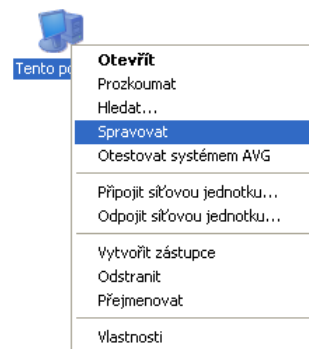 Tento po
Otevřít
Prozkoumat
Hledat...
Spravovat
Otestovat systémem AVG
Připojit síťovou jednotku...
Odpojit síťovou jednotku...
Vytvořit zástupce
Odstranit
Přejmenovat
Vlastnosti